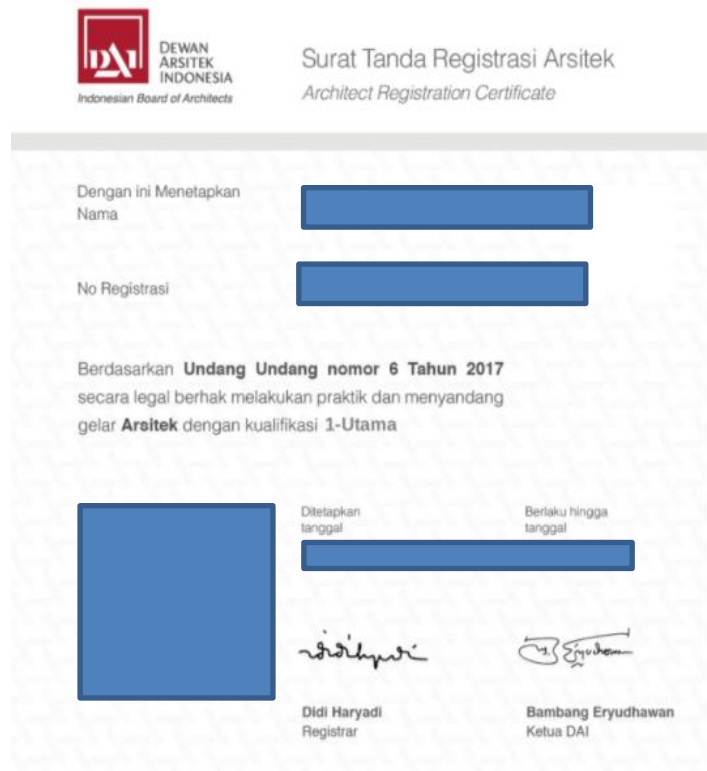 DAI
DEWAN
ARSITEK
INDONESIA
Indonesian Board of Architects
Surat Tanda Registrasi Arsitek
Architect Registration Certificate
Dengan ini Menetapkan
Nama
No Registrasi
Berdasarkan Undang Undang nomor 6 Tahun 2017
secara legal berhak melakukan praktik dan menyandang
gelar Arsitek dengan kualifikasi 1-Utama
Ditetapkan
tanggal
Berlaku hingga
tanggal
Didi Haryadi
Registrar
Bambang Eryudhawan
Ketua DAI